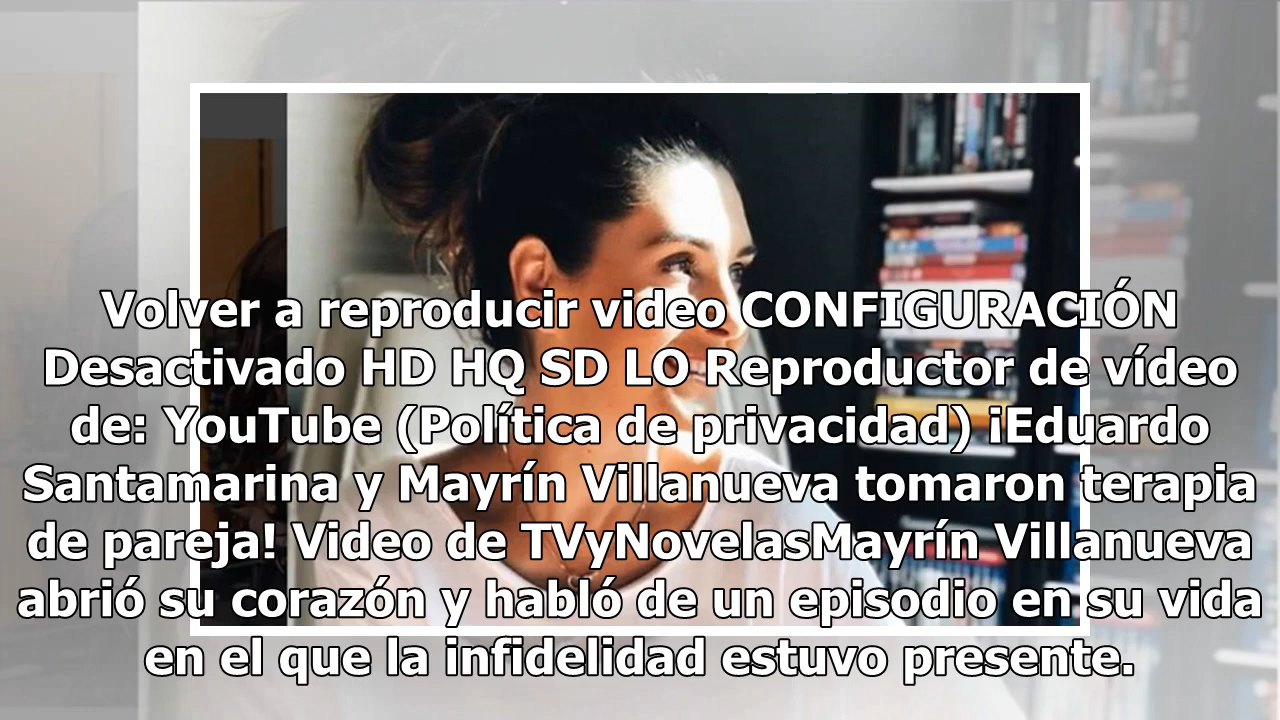 Volver a reproducir video CONFIGURACIÓN
Desactivado HD HQ SD LO Reproductor de vídeo
de: YouTube (Política de privacidad) ¡Eduardo
Santamarina y Mayrín Villanueva tomaron terapia
de pareja! Video de TVyNovelasMayrín Villanueva
abrió su corazón y habló de un episodio en su vida
en el que la infidelidad estuvo presente.